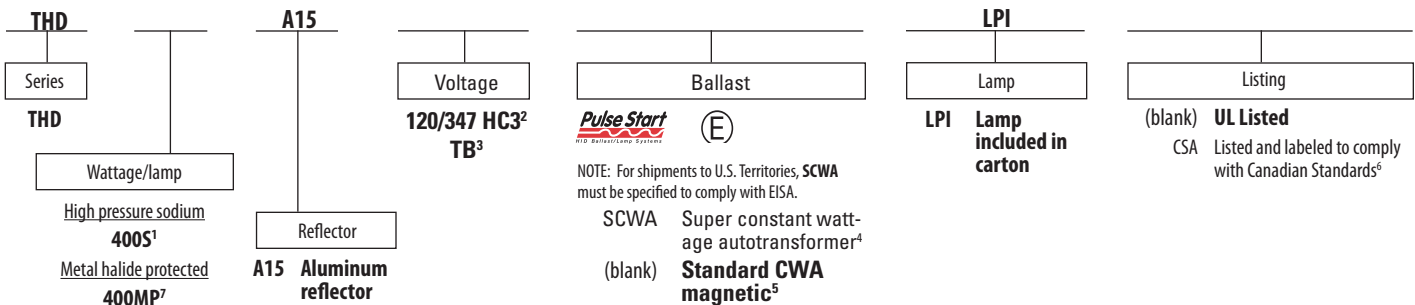 THD A15 LPI
Series
THD
Wattage/lamp
High pressure sodium
400S¹
Metal halide protected
400MP⁷
Reflector
A15 Aluminum
reflector
Voltage
120/347 HC3²
TB³
Ballast
Pulse Start
HID Ballast/Lamp Systems
E
NOTE: For shipments to U.S. Territories, SCWA
must be specified to comply with EISA.
SCWA Super constant watt-
age autotransformer⁴
(blank) Standard CWA
magnetic⁵
Lamp
LPI Lamp
included in
carton
Listing
(blank) UL Listed
CSA Listed and labeled to comply
with Canadian Standards⁶